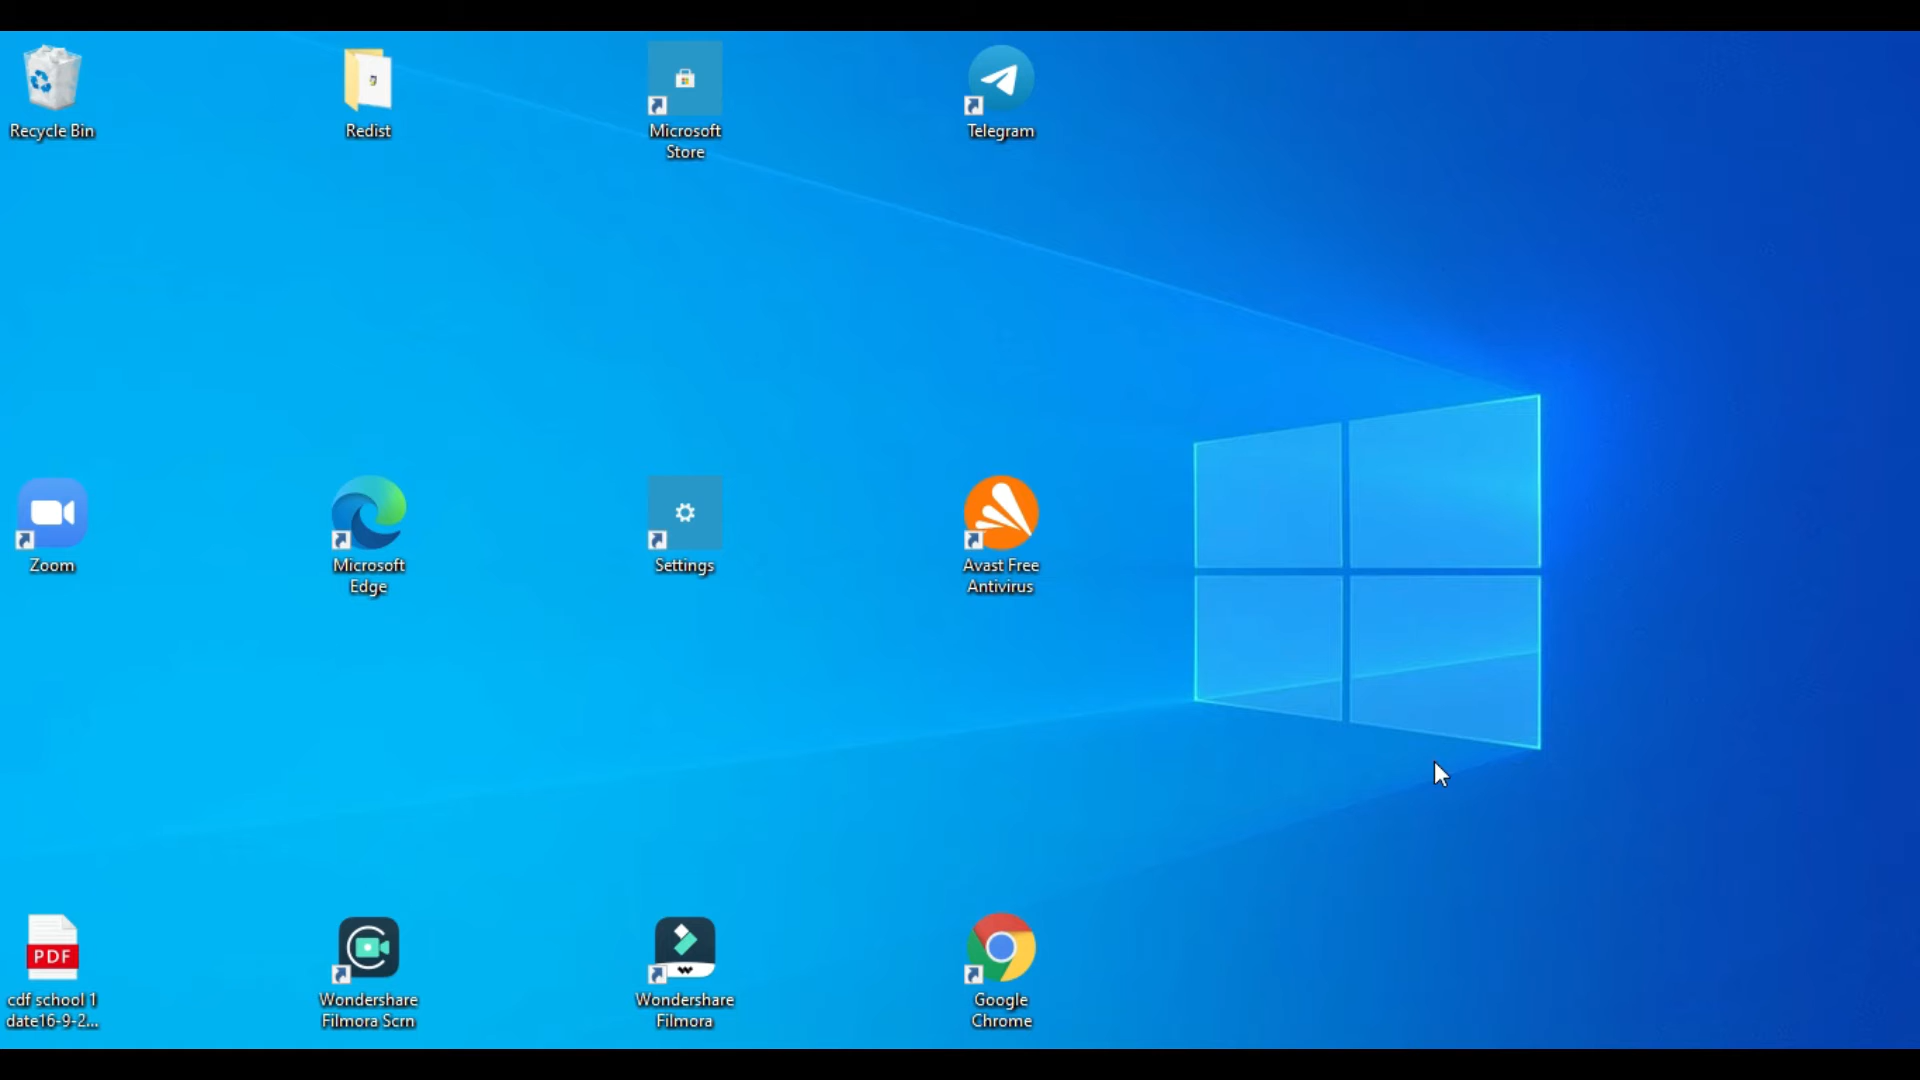 Recycle Bin
Redist
Microsoft
Store
Telegram
Zoom
Microsoft
Edge
Settings
Avast Free
Antivirus
PDF
cdf school 1
date16-9-2...
Wondershare
Filmora Scrn
Wondershare
Filmora
Google
Chrome